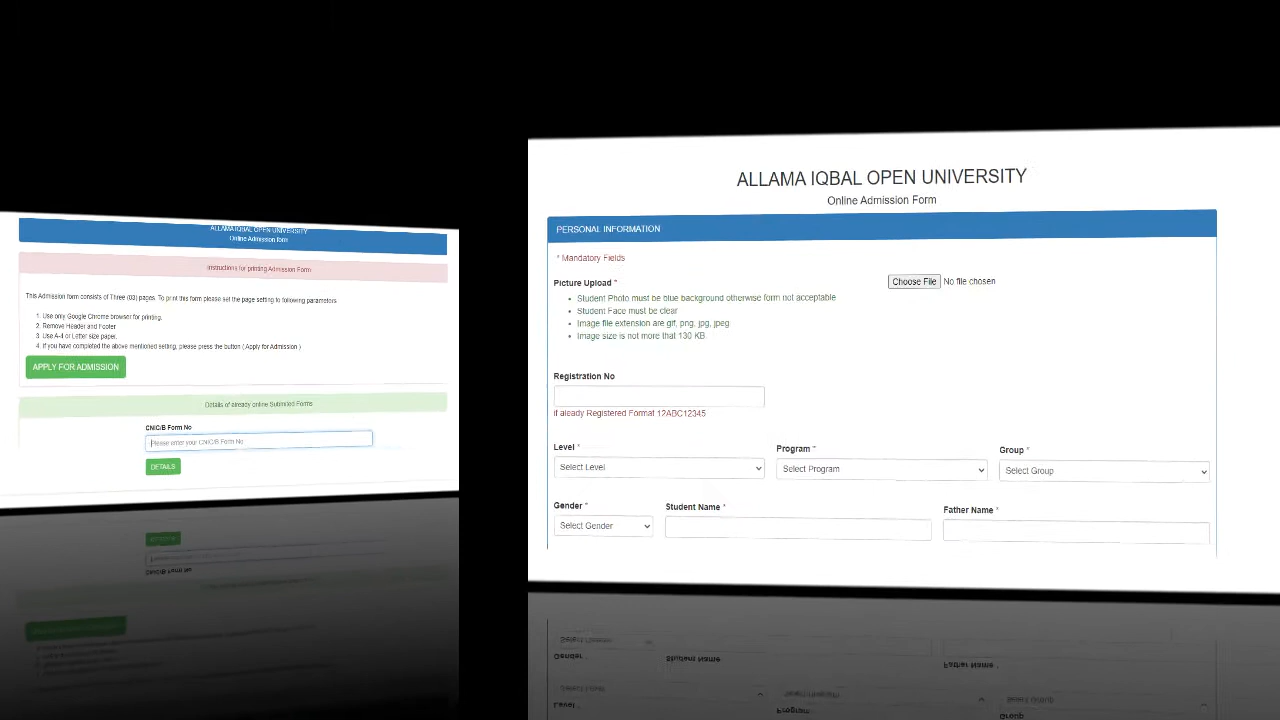 ALLAMA IQBAL OPEN UNIVERSITY
Online Admission form
Instructions for printing Admission Form
This Admission form consists of Three (03) pages. To print this form please set the page setting to following parameters
1. Use only Google Chrome browser for printing.
2. Remove Header and Footer
3. Use A-4 or Letter size paper.
4. If you have completed the above mentioned setting, please press the button ( Apply for Admission )
APPLY FOR ADMISSION
Details of already online Submited Forms
CNIC/B Form No
Please enter your CNIC/B Form No
DETAILS
ALLAMA IQBAL OPEN UNIVERSITY
Online Admission Form
PERSONAL INFORMATION
* Mandatory Fields
Picture Upload *
Choose File No file chosen
• Student Photo must be blue background otherwise form not acceptable
• Student Face must be clear
• Image file extension are gif, png, jpg, jpeg
• Image size is not more that 130 KB
Registration No
if aleady Registered Format 12ABC12345
Level * Program * Group *
Select Level Select Program Select Group
Gender * Student Name * Father Name *
Select Gender